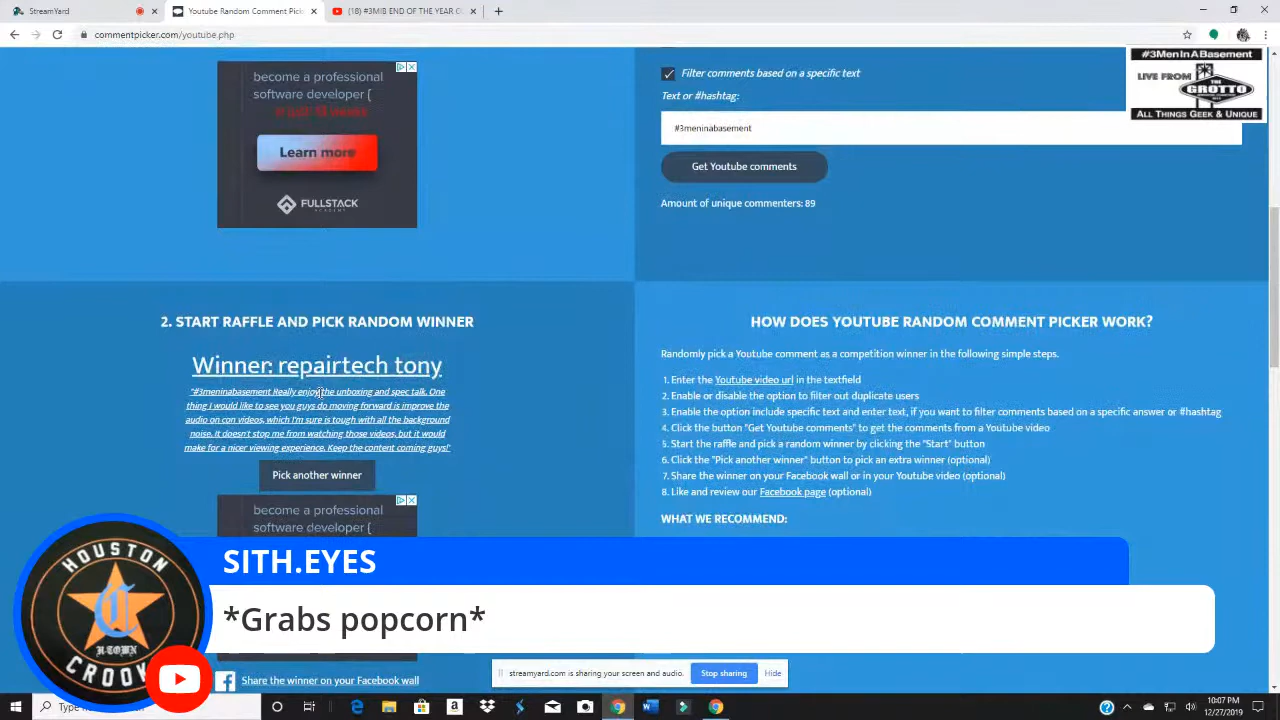 StreamYard
Youtube Random Comment Picke
(18) #3MIB END OF THE YEAR C
commentpicker.com/youtube.php
become a professional
software developer {
Learn more
FULLSTACK
ACADEMY
Filter comments based on a specific text
Text or #hashtag:
#3meninabasement
Get Youtube comments
Amount of unique commenters: 89
#3MenInABasement
LIVE FROM
THE
GROTTO
ALL THINGS GEEK & UNIQUE
2. START RAFFLE AND PICK RANDOM WINNER
Winner: repairtech tony
"#3meninabasement Really enjoy the unboxing and spec talk. One
thing I would like to see you guys do moving forward is improve the
audio on con videos, which I'm sure is tough with all the background
noise. It doesn't stop me from watching those videos, but it would
make for a nicer viewing experience. Keep the content coming guys!"
Pick another winner
become a professional
software developer {
HOW DOES YOUTUBE RANDOM COMMENT PICKER WORK?
Randomly pick a Youtube comment as a competition winner in the following simple steps.
1. Enter the Youtube video url in the textfield
2. Enable or disable the option to filter out duplicate users
3. Enable the option include specific text and enter text, if you want to filter comments based on a specific answer or #hashtag
4. Click the button "Get Youtube comments" to get the comments from a Youtube video
5. Start the raffle and pick a random winner by clicking the "Start" button
6. Click the "Pick another winner" button to pick an extra winner (optional)
7. Share the winner on your Facebook wall or in your Youtube video (optional)
8. Like and review our Facebook page (optional)
WHAT WE RECOMMEND:
HOUSTON
H-TOWN
SITH.EYES
*Grabs popcorn*
streamyard.com is sharing your screen and audio.
Stop sharing
Hide
Share the winner on your Facebook wall
10:07 PM
12/27/2019